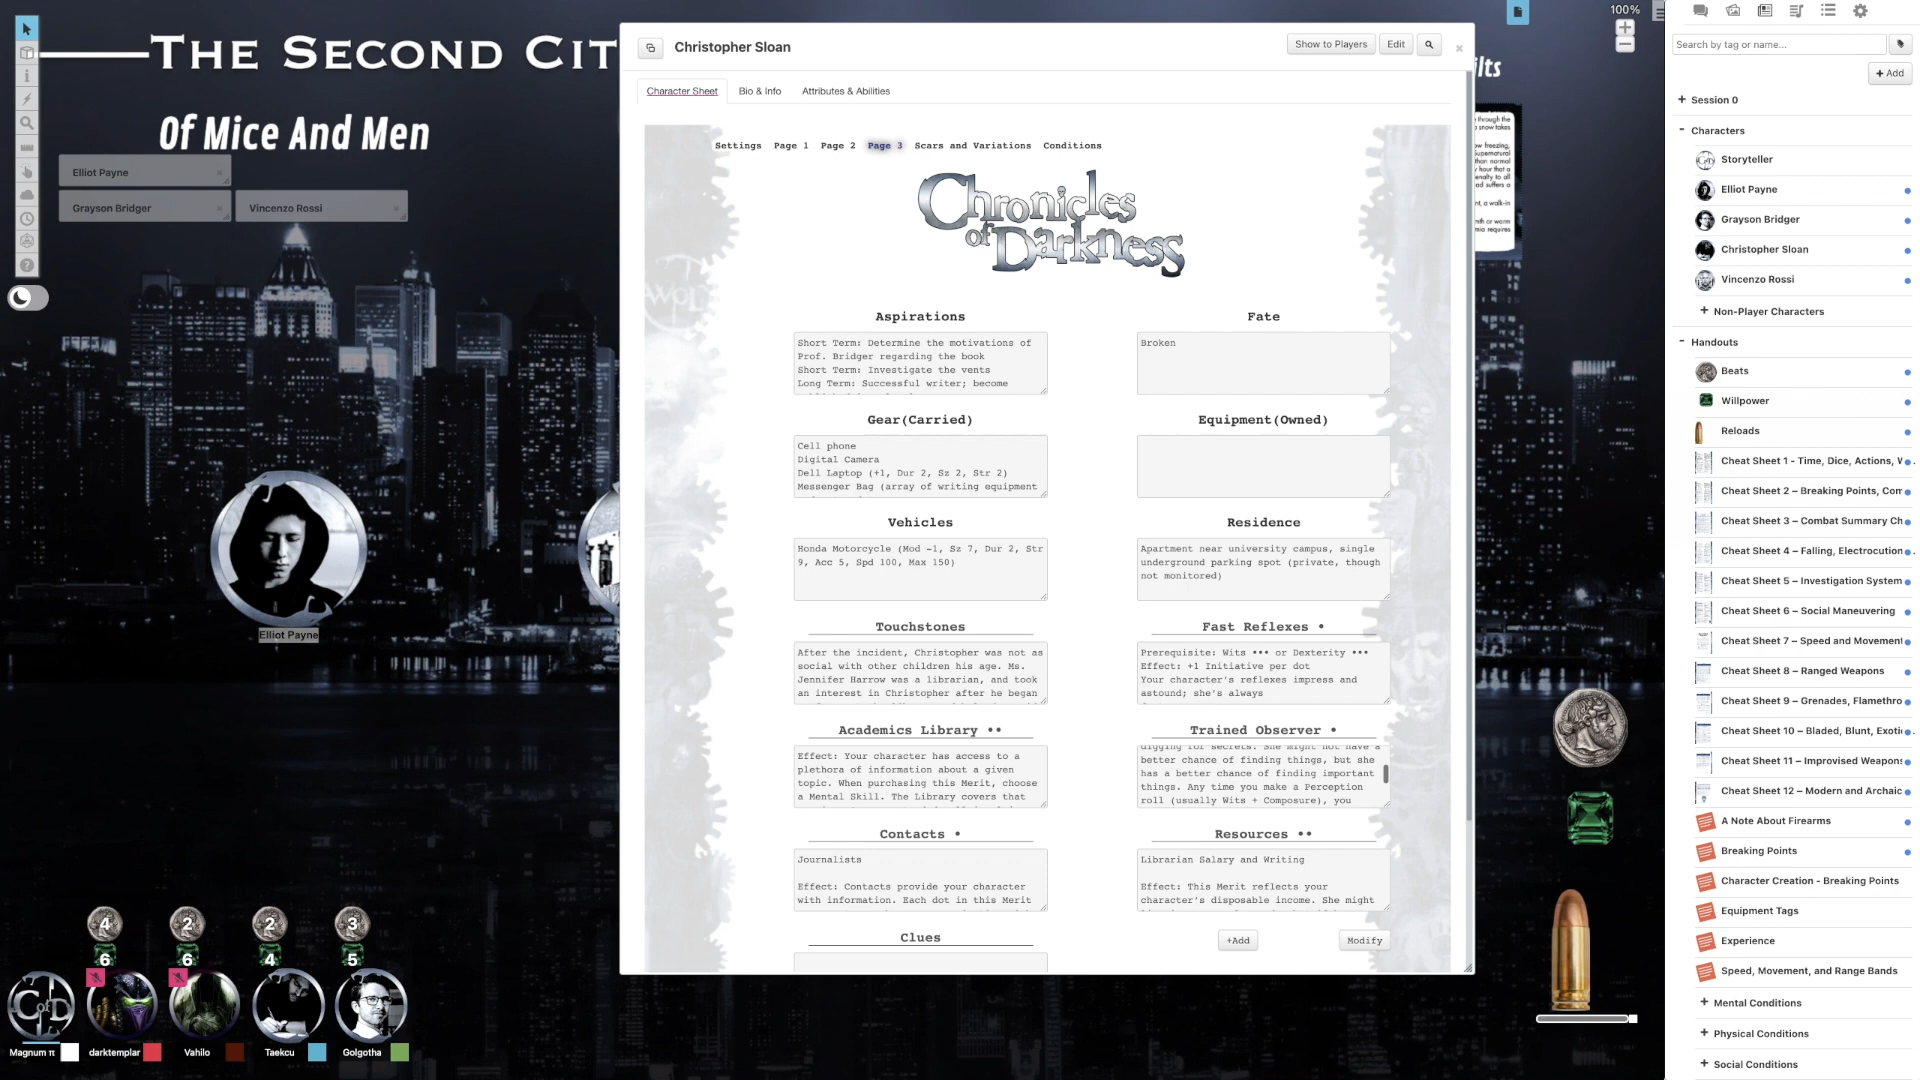 THE SECOND CIT
Of Mice And Men
Elliot Payne
Grayson Bridger
Vincenzo Rossi
Elliot Payne
4
2
2
3
6
6
4
5
Magnum π
darktemplar
Vahilo
Taekcu
Golgotha
Christopher Sloan
Show to Players
Edit
Character Sheet
Bio & Info
Attributes & Abilities
Settings
Page 1
Page 2
Page 3
Scars and Variations
Conditions
Chronicles
of Darkness
Aspirations
Short Term: Determine the motivations of
Prof. Bridger regarding the book
Short Term: Investigate the vents
Long Term: Successful writer; become
Fate
Broken
Gear(Carried)
Cell phone
Digital Camera
Dell Laptop (+1, Dur 2, Sz 2, Str 2)
Messenger Bag (array of writing equipment
Equipment(Owned)
Vehicles
Honda Motorcycle (Mod -1, Sz 7, Dur 2, Str
9, Acc 5, Spd 100, Max 150)
Residence
Apartment near university campus, single
underground parking spot (private, though
not monitored)
Touchstones
After the incident, Christopher was not as
social with other children his age. Ms.
Jennifer Harrow was a librarian, and took
an interest in Christopher after he began
Fast Reflexes •
Prerequisite: Wits ••• or Dexterity •••
Effect: +1 Initiative per dot
Your character's reflexes impress and
astound; she's always
Academics Library ••
Effect: Your character has access to a
plethora of information about a given
topic. When purchasing this Merit, choose
a Mental Skill. The Library covers that
Trained Observer •
digging for secrets. She might not have a
better chance of finding things, but she
has a better chance of finding important
things. Any time you make a Perception
roll (usually Wits + Composure), you
Contacts •
Journalists
Effect: Contacts provide your character
with information. Each dot in this Merit
Resources ••
Librarian Salary and Writing
Effect: This Merit reflects your
character's disposable income. She might
Clues
+Add
Modify
ilts
through the
snow takes
100%
Search by tag or name...
+ Add
+ Session 0
- Characters
Storyteller
Elliot Payne
Grayson Bridger
Christopher Sloan
Vincenzo Rossi
+ Non-Player Characters
- Handouts
Beats
Willpower
Reloads
Cheat Sheet 1 - Time, Dice, Actions, W
Cheat Sheet 2 – Breaking Points, Com
Cheat Sheet 3 – Combat Summary Ch
Cheat Sheet 4 – Falling, Electrocution
Cheat Sheet 5 – Investigation System
Cheat Sheet 6 – Social Maneuvering
Cheat Sheet 7 – Speed and Movement
Cheat Sheet 8 – Ranged Weapons
Cheat Sheet 9 – Grenades, Flamethro
Cheat Sheet 10 – Bladed, Blunt, Exotic
Cheat Sheet 11 – Improvised Weapons
Cheat Sheet 12 – Modern and Archaic
A Note About Firearms
Breaking Points
Character Creation - Breaking Points
Equipment Tags
Experience
Speed, Movement, and Range Bands
+ Mental Conditions
+ Physical Conditions
+ Social Conditions